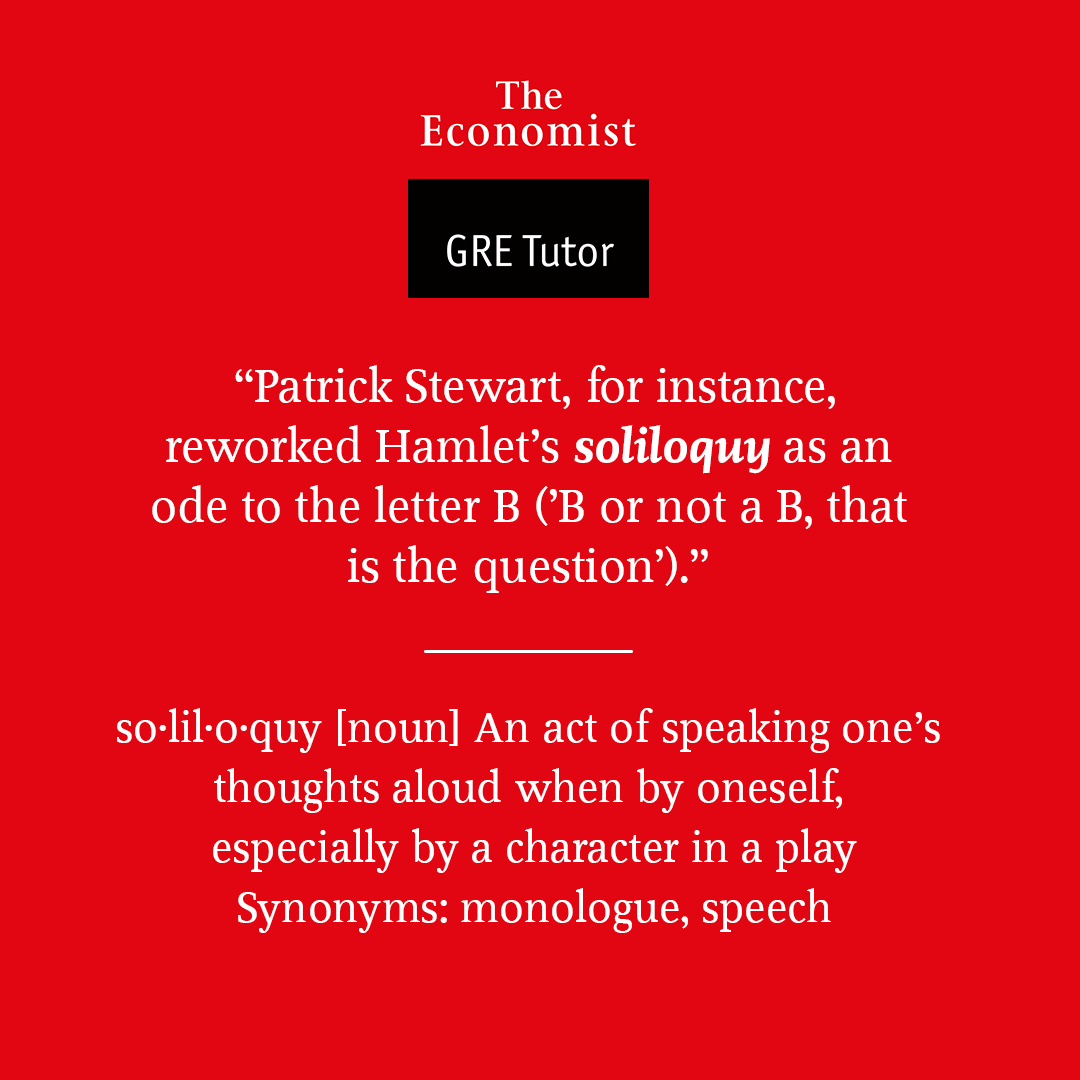 The
Economist
GRE Tutor
“Patrick Stewart, for instance,
reworked Hamlet’s soliloquy as an
ode to the letter B (’B or not a B, that
is the question’).”
so·lil·o·quy [noun] An act of speaking one’s
thoughts aloud when by oneself,
especially by a character in a play
Synonyms: monologue, speech